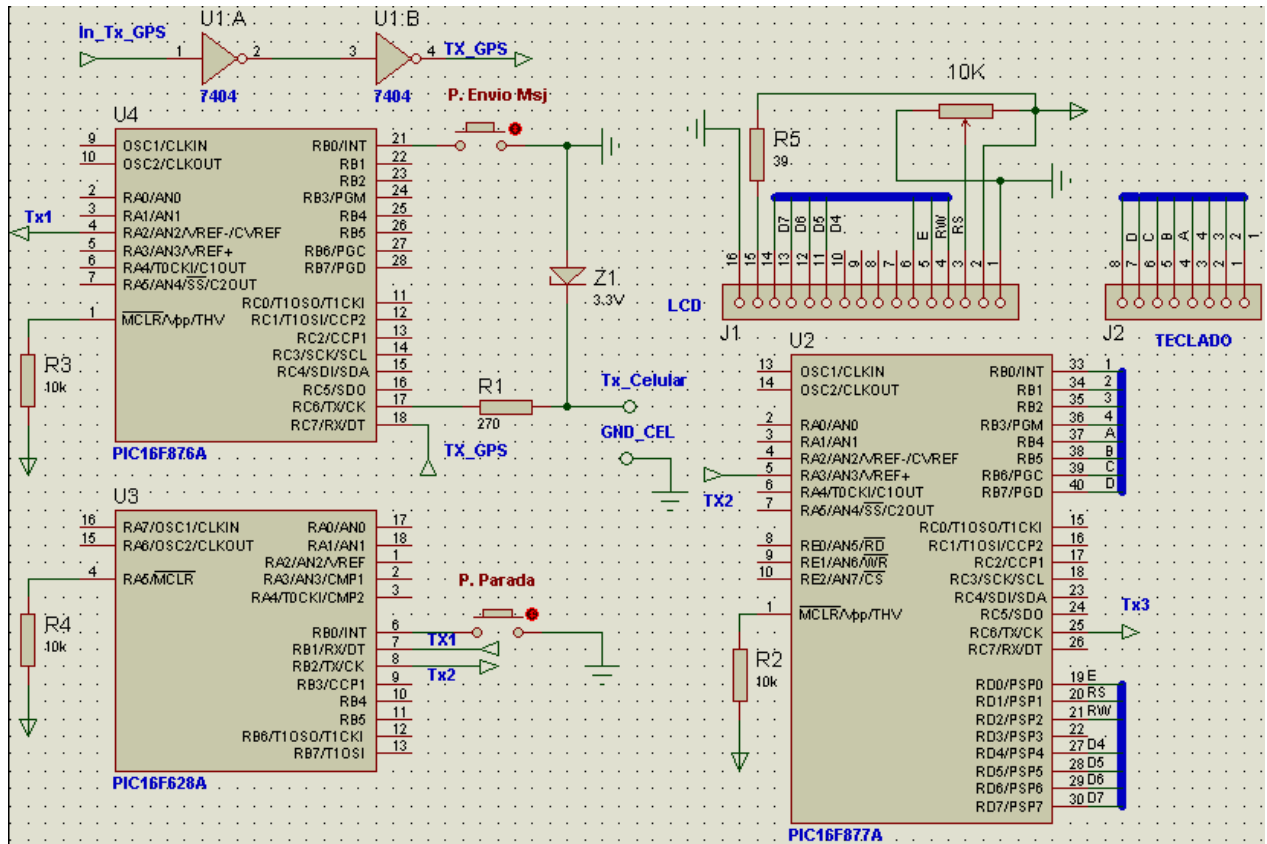 U1:A
U1:B
In_Tx_GPS
1
2
3
4
TX_GPS
7404
7404
P. Envio Msj
U4
9
OSC1/CLKIN
10
OSC2/CLKOUT
2
RA0/AN0
3
RA1/AN1
Tx1
4
RA2/AN2/VREF-/CVREF
5
RA3/AN3/VREF+
6
RA4/T0CKI/C1OUT
7
RA5/AN4/SS/C2OUT
1
MCLR/Vpp/THV
RB0/INT
21
RB1
22
RB2
23
RB3/PGM
24
RB4
25
RB5
26
RB6/PGC
27
RB7/PGD
28
RC0/T1OSO/T1CKI
11
RC1/T1OSI/CCP2
12
RC2/CCP1
13
RC3/SCK/SCL
14
RC4/SDI/SDA
15
RC5/SDO
16
RC6/TX/CK
17
RC7/RX/DT
18
PIC16F876A
R3
10k
Z1
3.3V
R1
270
Tx_Celular
GND_CEL
TX_GPS
10K
R5
39
D7
D6
D5
D4
E
RW
RS
16
15
14
13
12
11
10
9
8
7
6
5
4
3
2
1
LCD
J1
D
C
B
A
4
3
2
1
8
7
6
5
4
3
2
1
J2
TECLADO
U3
16
RA7/OSC1/CLKIN
15
RA6/OSC2/CLKOUT
4
RA5/MCLR
RA0/AN0
17
RA1/AN1
18
RA2/AN2/VREF
1
RA3/AN3/CMP1
2
RA4/T0CKI/CMP2
3
RB0/INT
6
RB1/RX/DT
7
RB2/TX/CK
8
RB3/CCP1
9
RB4
10
RB5
11
RB6/T1OSO/T1CKI
12
RB7/T1OSI
13
PIC16F628A
R4
10k
P. Parada
TX1
Tx2
U2
13
OSC1/CLKIN
14
OSC2/CLKOUT
2
RA0/AN0
3
RA1/AN1
4
RA2/AN2/VREF-/CVREF
5
RA3/AN3/VREF+
6
RA4/T0CKI/C1OUT
7
RA5/AN4/SS/C2OUT
TX2
8
RE0/AN5/RD
9
RE1/AN6/WR
10
RE2/AN7/CS
1
MCLR/Vpp/THV
RB0/INT
33
1
RB1
34
2
RB2
35
3
RB3/PGM
36
4
RB4
37
A
RB5
38
B
RB6/PGC
39
C
RB7/PGD
40
D
RC0/T1OSO/T1CKI
15
RC1/T1OSI/CCP2
16
RC2/CCP1
17
RC3/SCK/SCL
18
RC4/SDI/SDA
23
RC5/SDO
24
RC6/TX/CK
25
RC7/RX/DT
26
Tx3
RD0/PSP0
19
E
RD1/PSP1
20
RS
RD2/PSP2
21
RW
RD3/PSP3
22
RD4/PSP4
27
D4
RD5/PSP5
28
D5
RD6/PSP6
29
D6
RD7/PSP7
30
D7
R2
10k
PIC16F877A